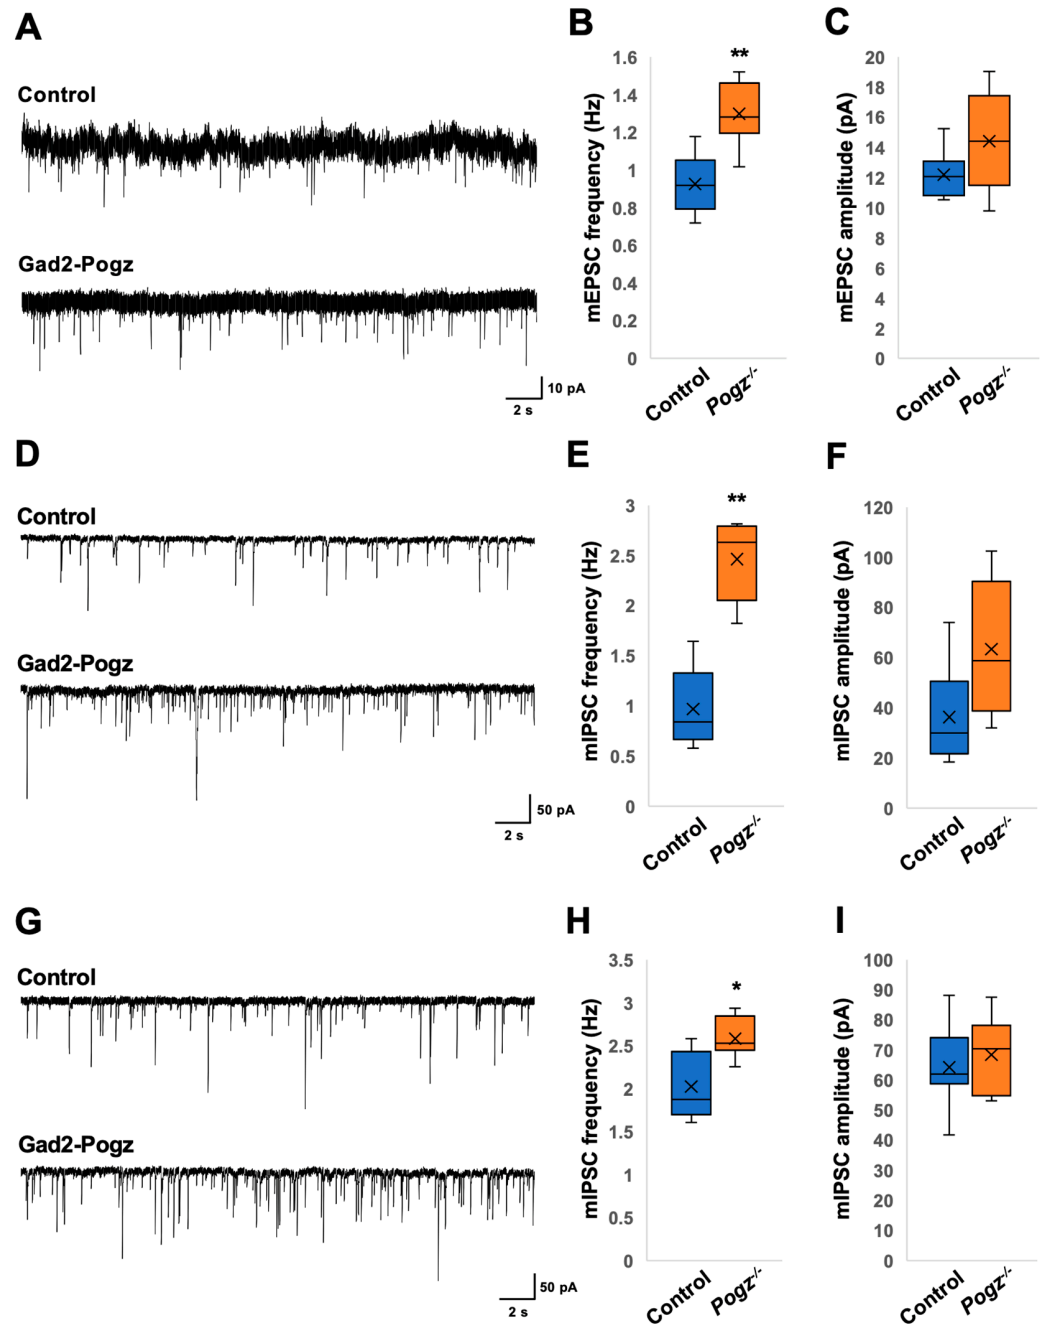 A
Control
Gad2-Pogz
10 pA
2 s
B
mEPSC frequency (Hz)
1.6
1.4
1.2
1
0.8
0.6
0.4
0.2
0
**
Control
Pogz-/-
C
mEPSC amplitude (pA)
20
18
16
14
12
10
8
6
4
2
0
Control
Pogz-/-
D
Control
Gad2-Pogz
50 pA
2 s
E
mIPSC frequency (Hz)
3
2.5
2
1.5
1
0.5
0
**
Control
Pogz-/-
F
mIPSC amplitude (pA)
120
100
80
60
40
20
0
Control
Pogz-/-
G
Control
Gad2-Pogz
50 pA
2 s
H
mIPSC frequency (Hz)
3.5
3
2.5
2
1.5
1
0.5
0
*
Control
Pogz-/-
I
mIPSC amplitude (pA)
100
90
80
70
60
50
40
30
20
10
0
Control
Pogz-/-